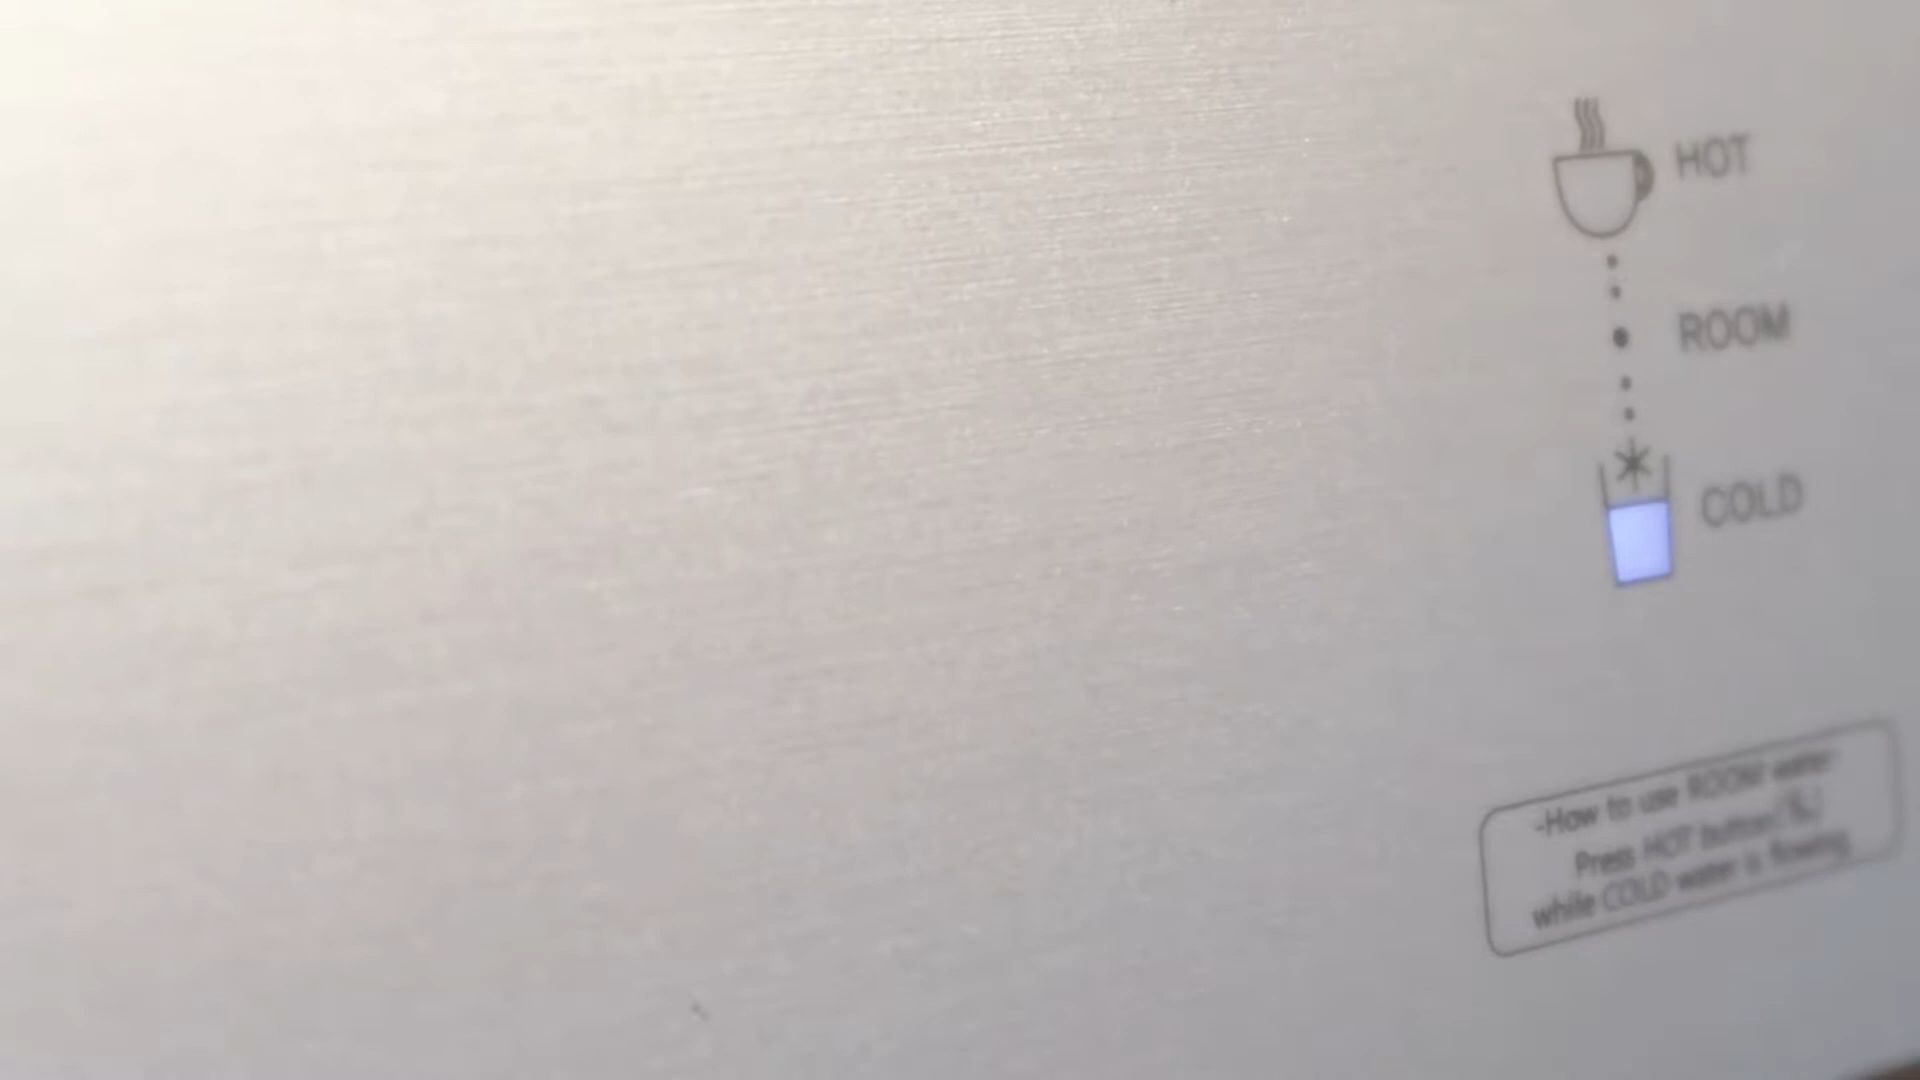 HOT
ROOM
COLD
-How to use ROOM water-
Press HOT button
while COLD water is flowing